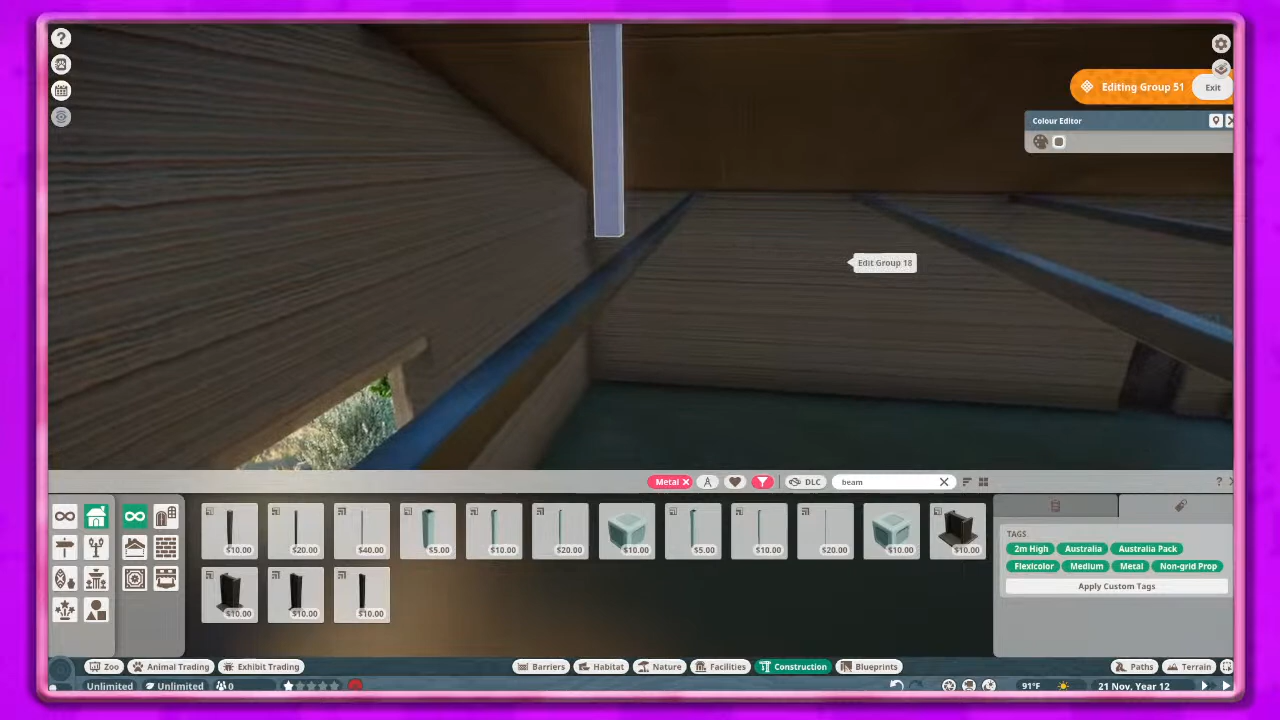 ?
Editing Group 51
Exit
Colour Editor
Edit Group 18
Metal
DLC
beam
?
$10.00
$20.00
$40.00
$5.00
$10.00
$20.00
$10.00
$5.00
$10.00
$20.00
$10.00
$10.00
$10.00
$10.00
$10.00
TAGS
2m High
Australia
Australia Pack
Flexicolor
Medium
Metal
Non-grid Prop
Apply Custom Tags
Zoo
Animal Trading
Exhibit Trading
Barriers
Habitat
Nature
Facilities
Construction
Blueprints
Paths
Terrain
Unlimited
Unlimited
0
91°F
21 Nov, Year 12